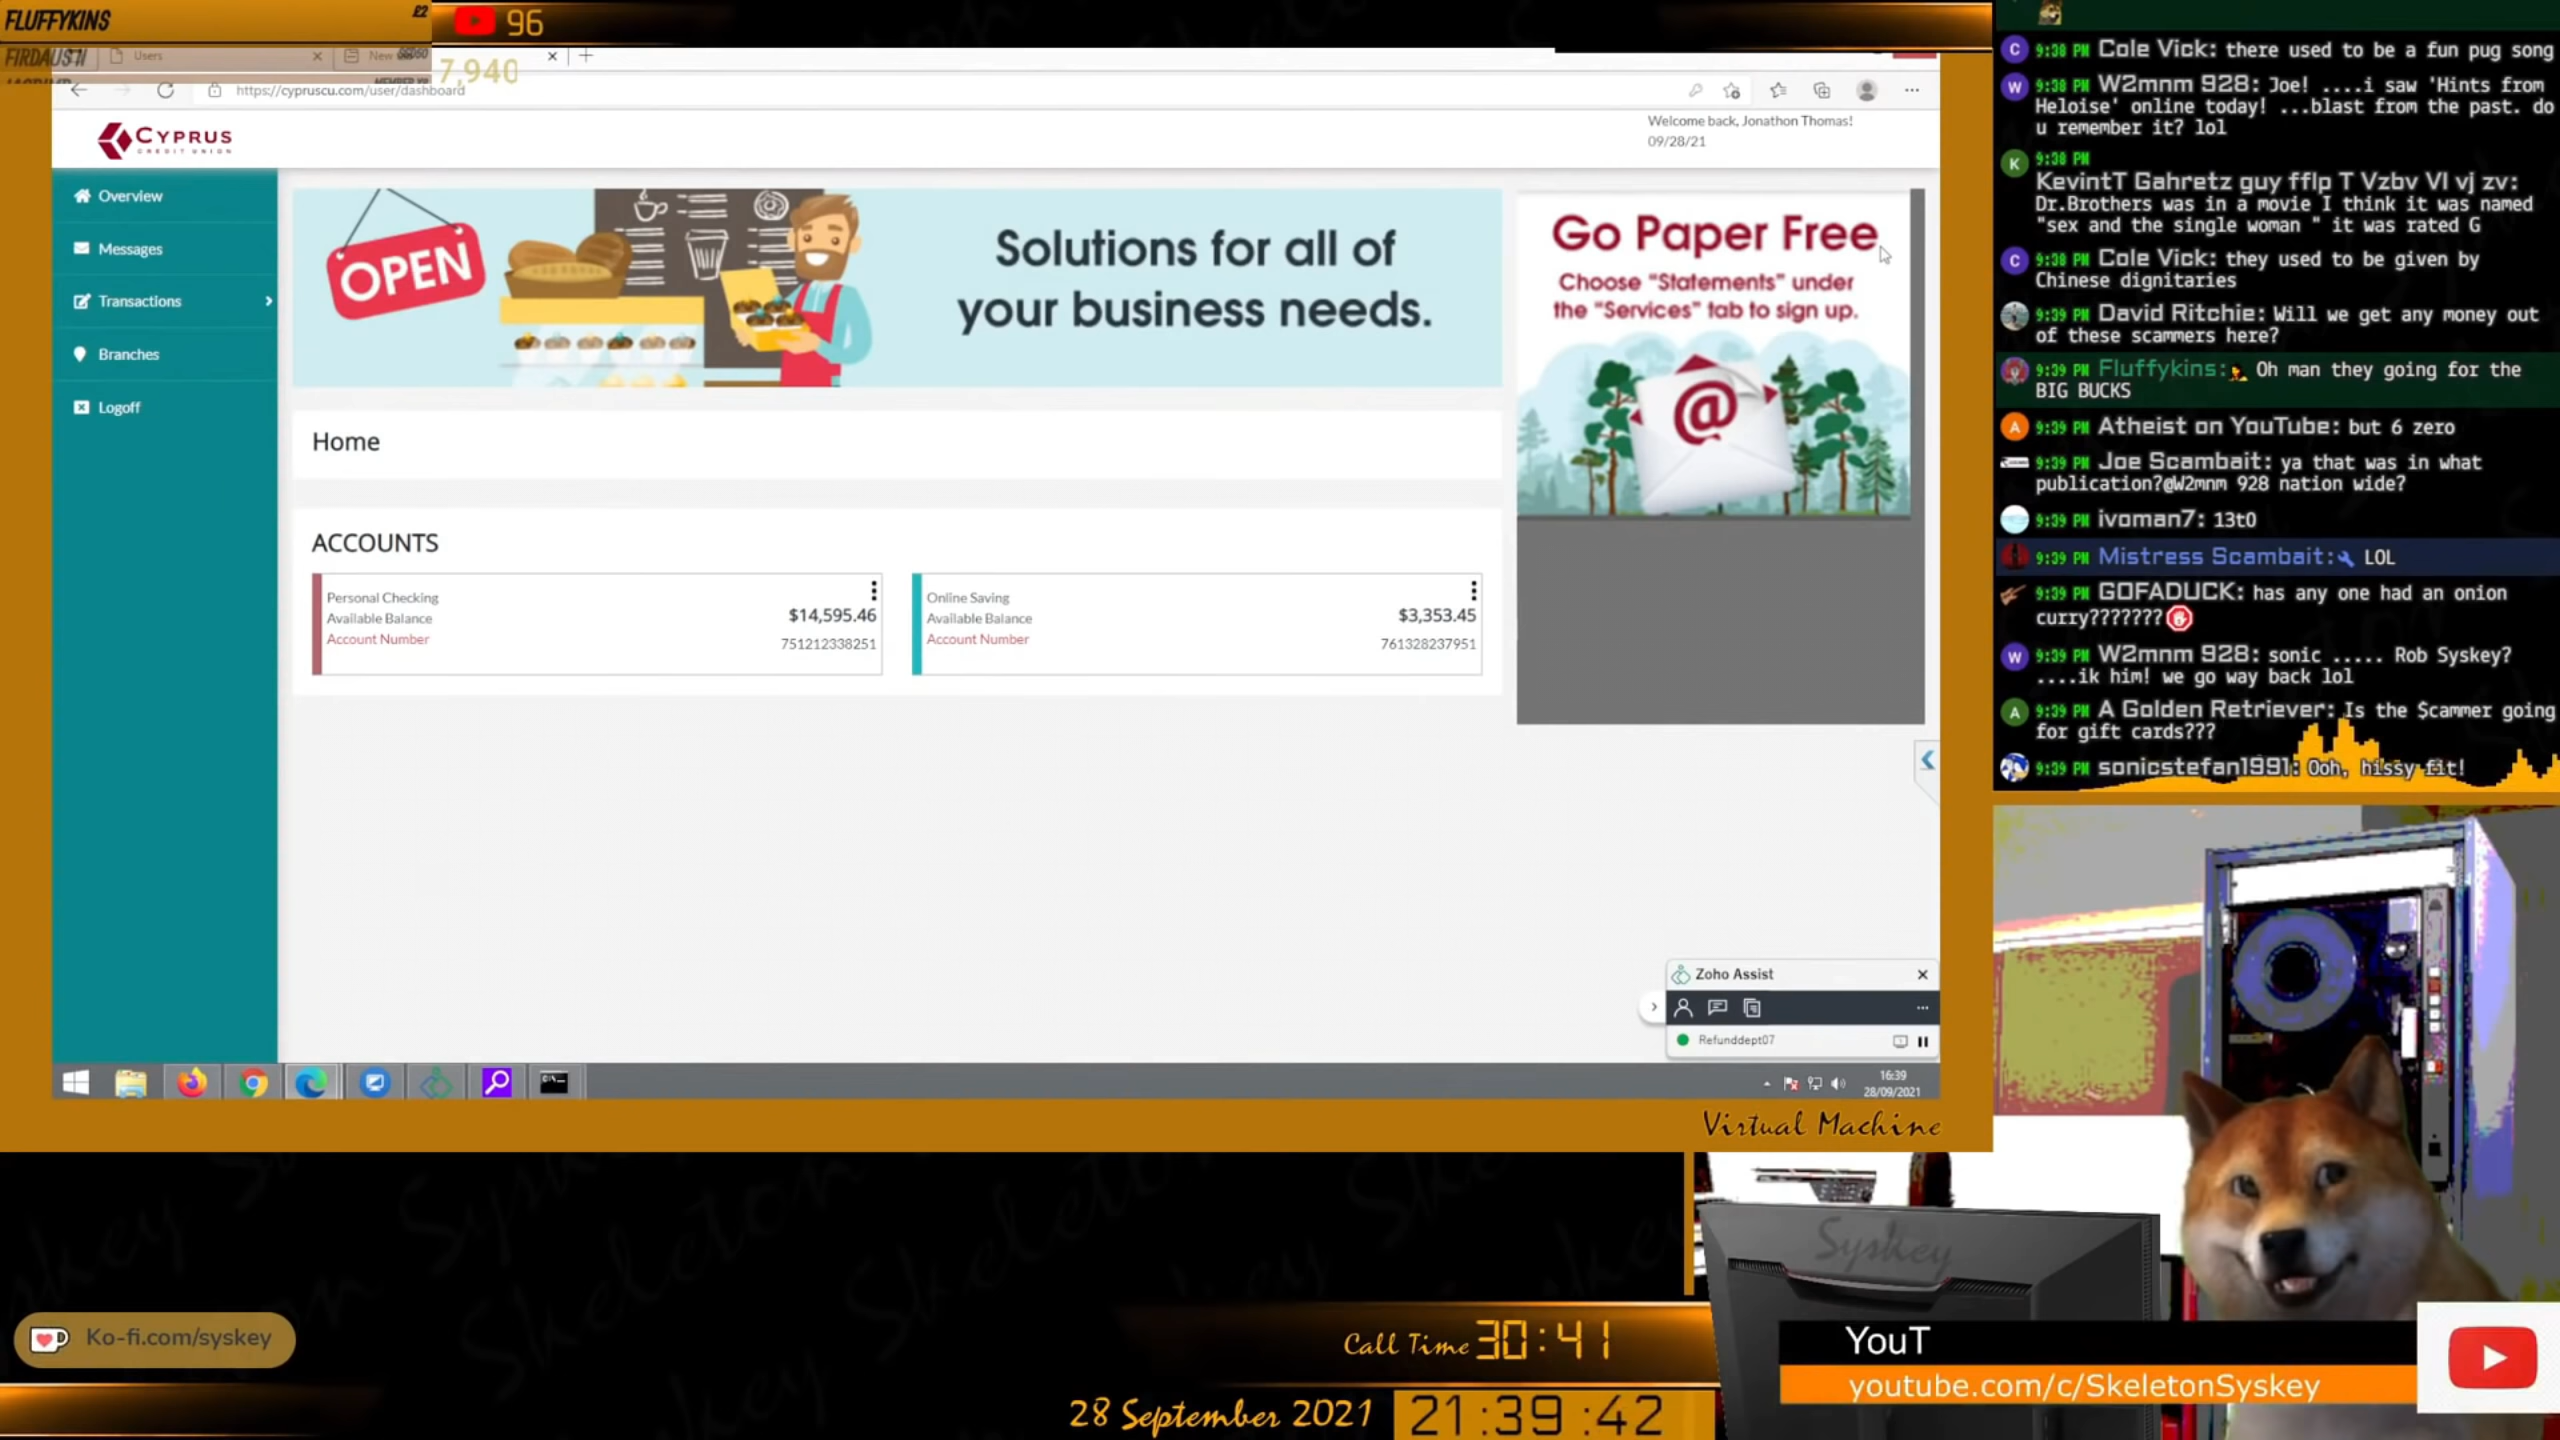 FLUFFYKINS
£2
96
Users
New
7,940
https://cypruscu.com/user/dashboard
CYPRUS
CREDIT UNION
Welcome back, Jonathon Thomas!
09/28/21
Overview
Messages
Transactions
Branches
Logoff
OPEN
Solutions for all of
your business needs.
Go Paper Free
Choose "Statements" under
the "Services" tab to sign up.
@
Home
ACCOUNTS
Personal Checking
Available Balance
$14,595.46
Account Number
751212338251
Online Saving
Available Balance
$3,353.45
Account Number
761328237951
Zoho Assist
Refunddept07
16:39
28/09/2021
Virtual Machine
9:38 PM Cole Vick: there used to be a fun pug song
9:38 PM W2mnm 928: Joe! ....i saw 'Hints from
Heloise' online today! ...blast from the past. do
u remember it? lol
9:38 PM
KevintT Gahretz guy fflp T Vzbv Vl vj zv:
Dr.Brothers was in a movie I think it was named
"sex and the single woman " it was rated G
9:38 PM Cole Vick: they used to be given by
Chinese dignitaries
9:39 PM David Ritchie: Will we get any money out
of these scammers here?
9:39 PM Fluffykins: Oh man they going for the
BIG BUCKS
9:39 PM Atheist on YouTube: but 6 zero
9:39 PM Joe Scambait: ya that was in what
publication?@W2mnm 928 nation wide?
9:39 PM ivoman7: 13t0
9:39 PM Mistress Scambait: LOL
9:39 PM GOFADUCK: has any one had an onion
curry???????
9:39 PM W2mnm 928: sonic ..... Rob Syskey?
....ik him! we go way back lol
9:39 PM A Golden Retriever: Is the $cammer going
for gift cards???
9:39 PM sonicstefan1991: Ooh, hissy fit!
Syskey
Ko-fi.com/syskey
Call Time 30:41
28 September 2021
21:39:42
YouT
youtube.com/c/SkeletonSyskey